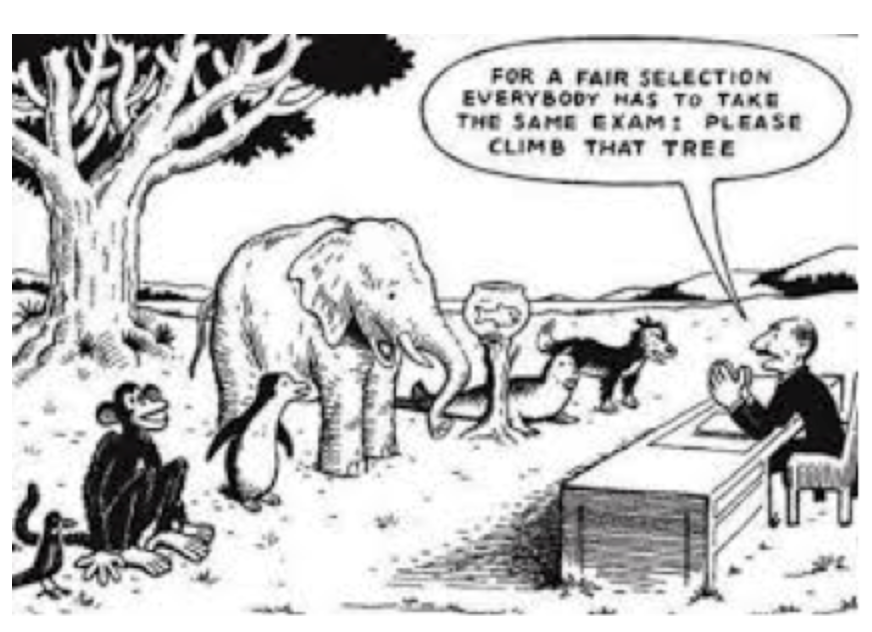 FOR A FAIR SELECTION
EVERYBODY HAS TO TAKE
THE SAME EXAM: PLEASE
CLIMB THAT TREE